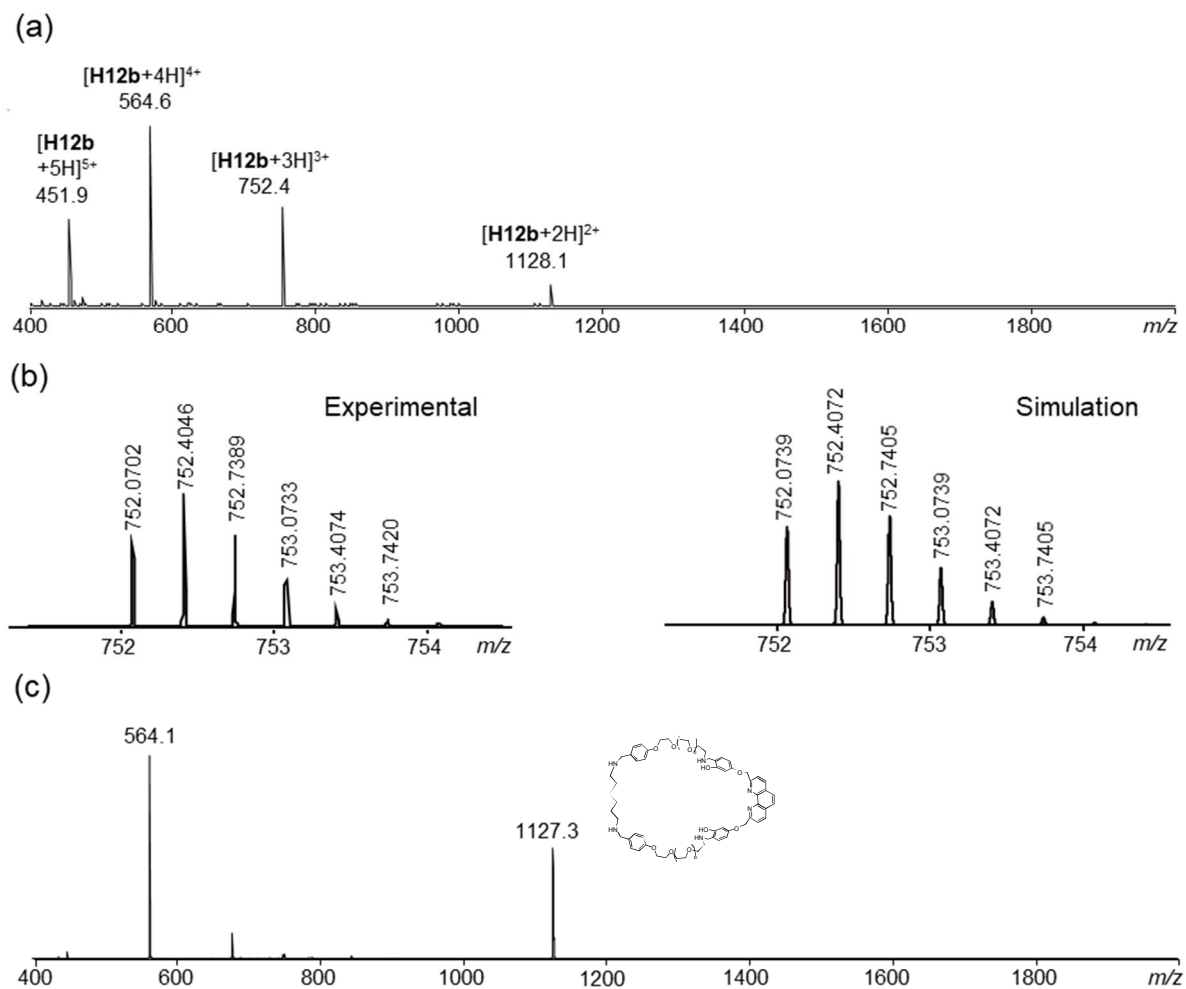 (a)
[H12b+4H]4+
564.6
[H12b
+5H]5+
451.9
[H12b+3H]3+
752.4
[H12b+2H]2+
1128.1
400 600 800 1000 1200 1400 1600 1800 m/z
(b)
Experimental
752.0702
752.4046
752.7389
753.0733
753.4074
753.7420
752 753 754 m/z
Simulation
752.0739
752.4072
752.7405
753.0739
753.4072
753.7405
752 753 754 m/z
(c)
564.1
1127.3
HN
O
O
O
HN
HO
O
N
N
HN
O
O
O
HN
HO
O
400 600 800 1000 1200 1400 1600 1800 m/z